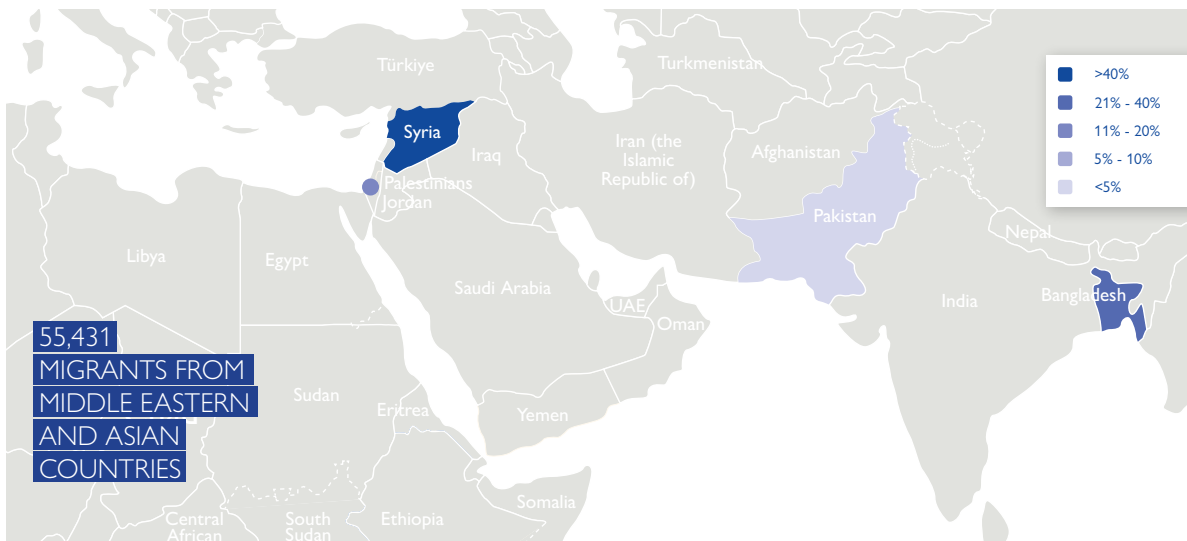 Türkiye
Turkmenistan
>40%
21% - 40%
11% - 20%
5% - 10%
<5%
Syria
Iraq
Iran (the
Islamic
Republic of)
Afghanistan
Palestinians
Jordan
Pakistan
Nepal
Libya
Egypt
Saudi Arabia
UAE
Oman
India
Bangladesh
55,431
MIGRANTS FROM
MIDDLE EASTERN
AND ASIAN
COUNTRIES
Sudan
Eritrea
Yemen
Somalia
Central
African
South
Sudan
Ethiopia